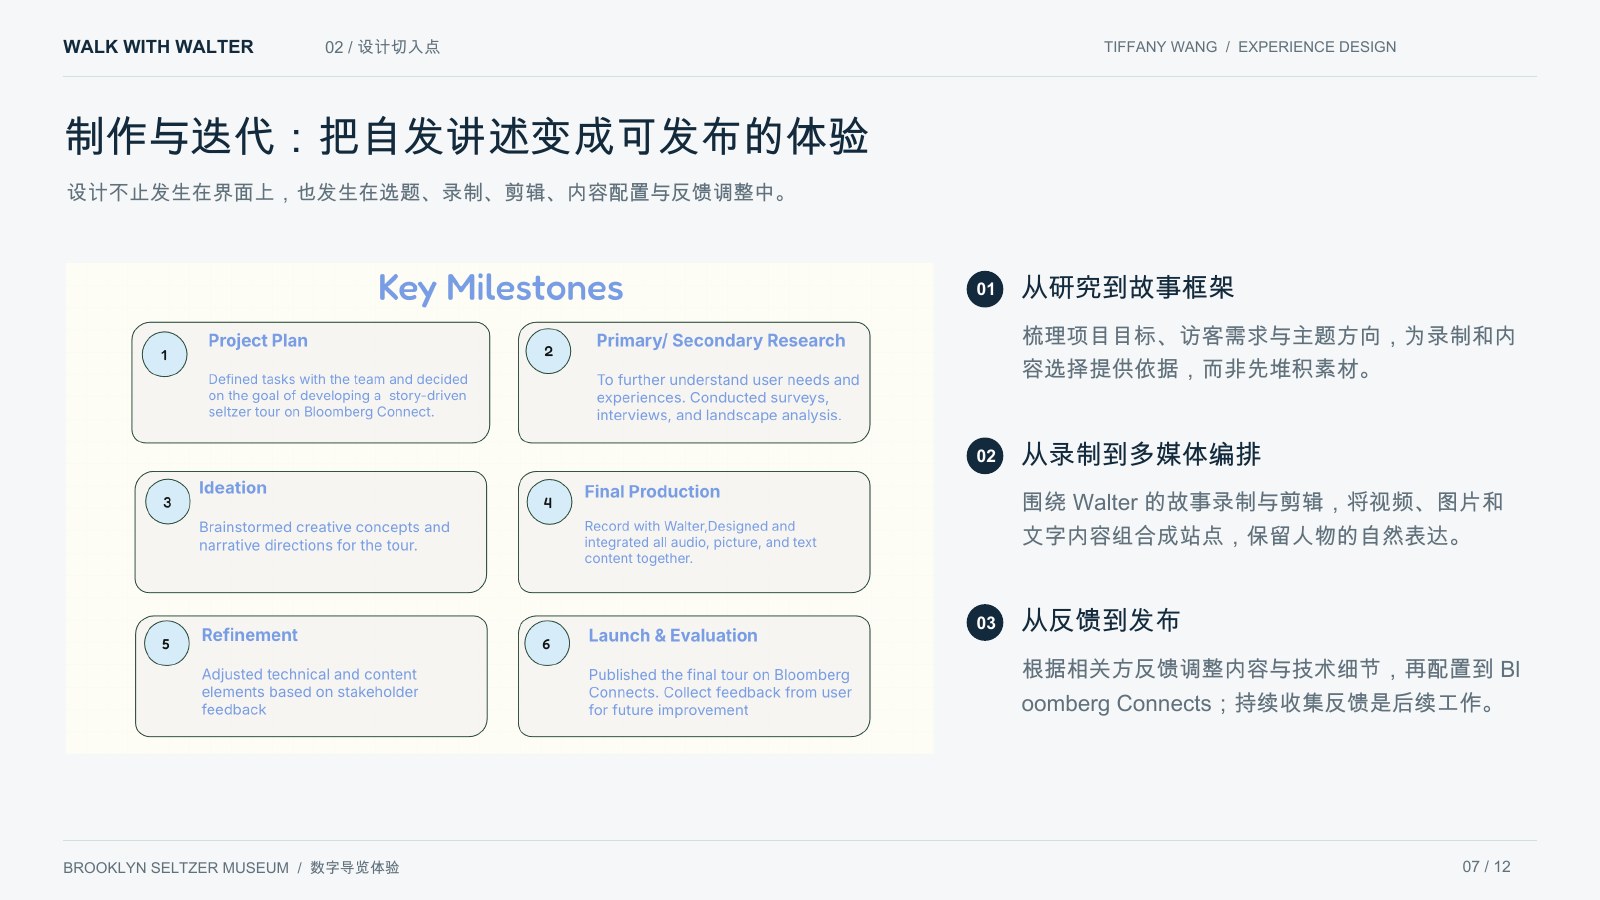 WALK WITH WALTER
02 / 设计切入点
TIFFANY WANG / EXPERIENCE DESIGN
制作与迭代：把自发讲述变成可发布的体验
设计不止发生在界面上，也发生在选题、录制、剪辑、内容配置与反馈调整中。
Key Milestones
1
Project Plan
Defined tasks with the team and decided
on the goal of developing a story-driven
seltzer tour on Bloomberg Connect.
2
Primary/ Secondary Research
To further understand user needs and
experiences. Conducted surveys,
interviews, and landscape analysis.
3
Ideation
Brainstormed creative concepts and
narrative directions for the tour.
4
Final Production
Record with Walter,Designed and
integrated all audio, picture, and text
content together.
5
Refinement
Adjusted technical and content
elements based on stakeholder
feedback
6
Launch & Evaluation
Published the final tour on Bloomberg
Connects. Collect feedback from user
for future improvement
01
从研究到故事框架
梳理项目目标、访客需求与主题方向，为录制和内
容选择提供依据，而非先堆积素材。
02
从录制到多媒体编排
围绕 Walter 的故事录制与剪辑，将视频、图片和
文字内容组合成站点，保留人物的自然表达。
03
从反馈到发布
根据相关方反馈调整内容与技术细节，再配置到 Bl
oomberg Connects；持续收集反馈是后续工作。
BROOKLYN SELTZER MUSEUM / 数字导览体验
07 / 12